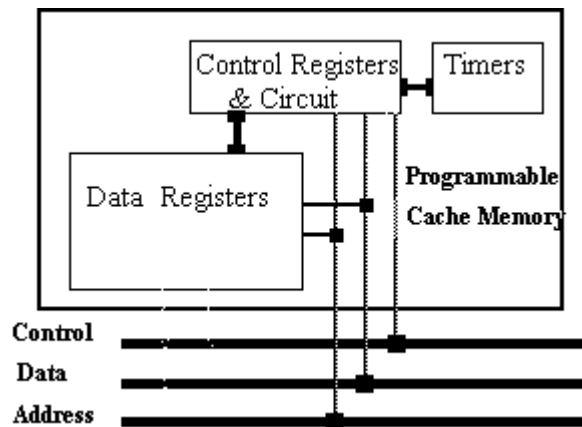 Control Registers
& Circuit
Timers
Data Registers
Programmable
Cache Memory
Control
Data
Address